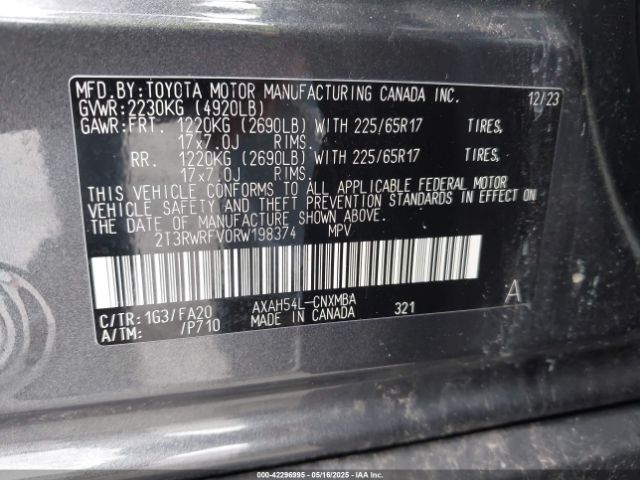 MFD.BY:TOYOTA MOTOR MANUFACTURING CANADA INC. 12/23
GVWR:2230KG (4920LB)
GAWR:FRT. 1220KG (2690LB) WITH 225/65R17 TIRES,
17x7.0J RIMS.
RR. 1220KG (2690LB) WITH 225/65R17 TIRES,
17x7.0J RIMS.
THIS VEHICLE CONFORMS TO ALL APPLICABLE FEDERAL MOTOR
VEHICLE SAFETY AND THEFT PREVENTION STANDARDS IN EFFECT ON
THE DATE OF MANUFACTURE SHOWN ABOVE.
2T3RWRFV0RW198374 MPV
C/TR:1G3/FA20 AXAH54L-CNXMBA A
A/TM: /P710 MADE IN CANADA 321
000-42296995 - 05/16/2025 - IAAI.COM